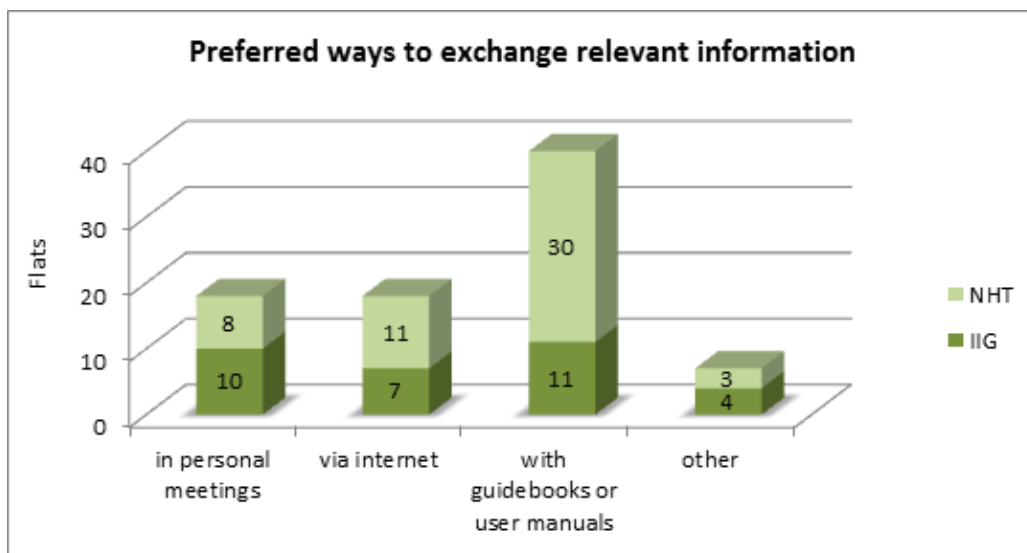 Preferred ways to exchange relevant information
40
30
20
10
0
Flats
8
10
11
7
30
11
3
4
in personal
meetings
via internet
with
guidebooks or
user manuals
other
NHT
IIG